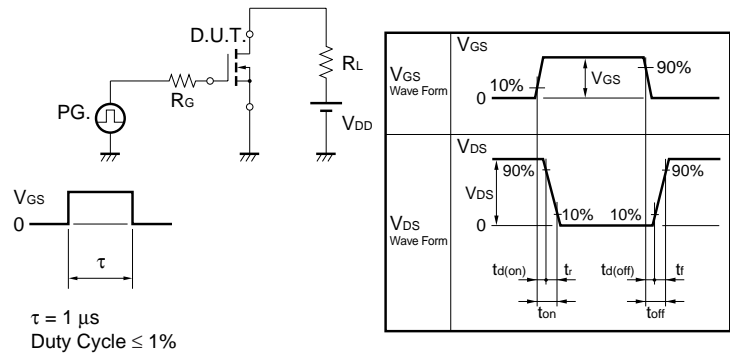 D.U.T.
RL
RG
PG.
VDD
VGS
0
τ
τ = 1 μs
Duty Cycle ≤ 1%
VGS
Wave Form
VGS
10%
0
VGS
90%
VDS
Wave Form
VDS
90%
VDS
0
10%
10%
90%
td(on)
tr
td(off)
tf
ton
toff